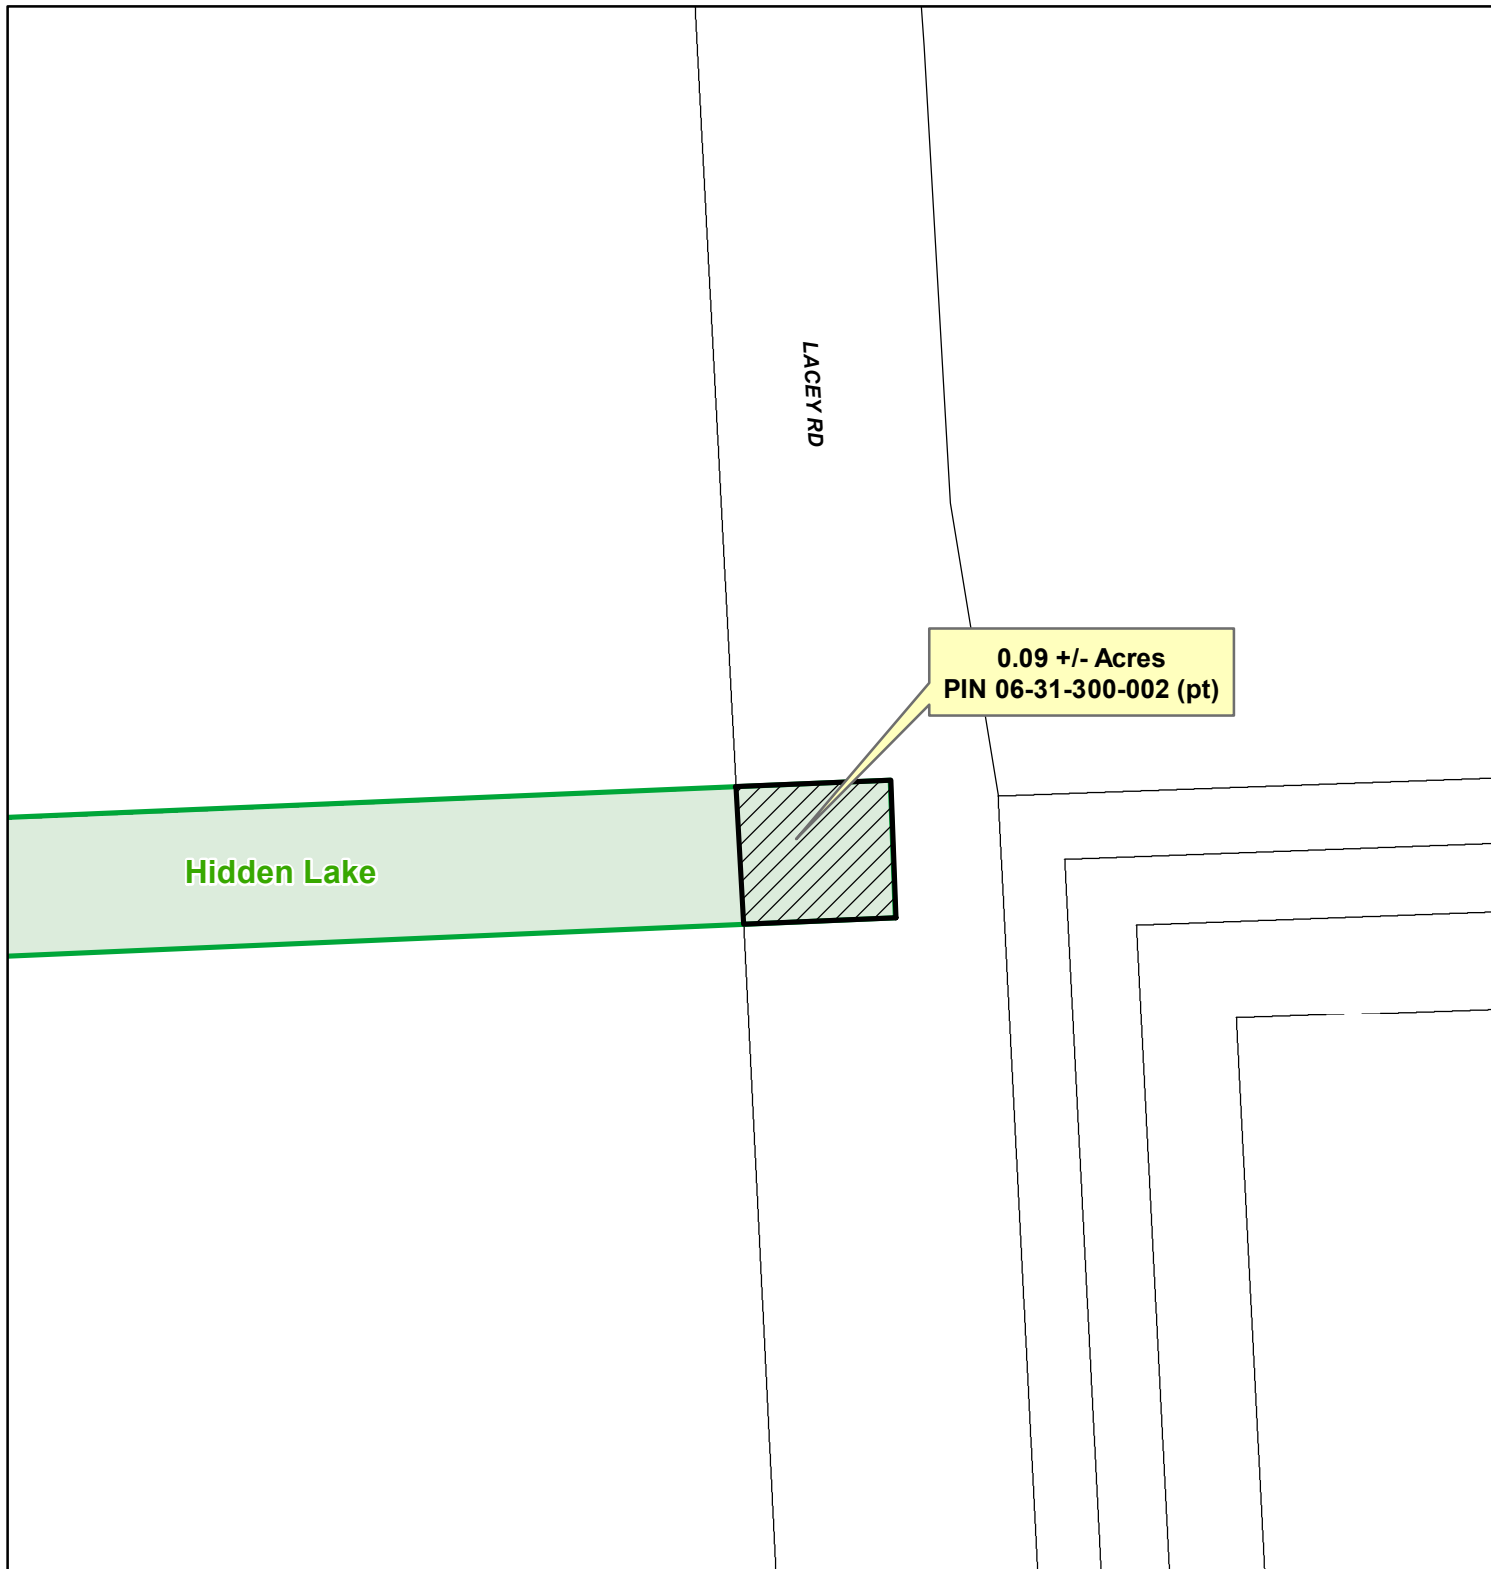 LACEY RD
0.09 +/- Acres
PIN 06-31-300-002 (pt)
Hidden Lake